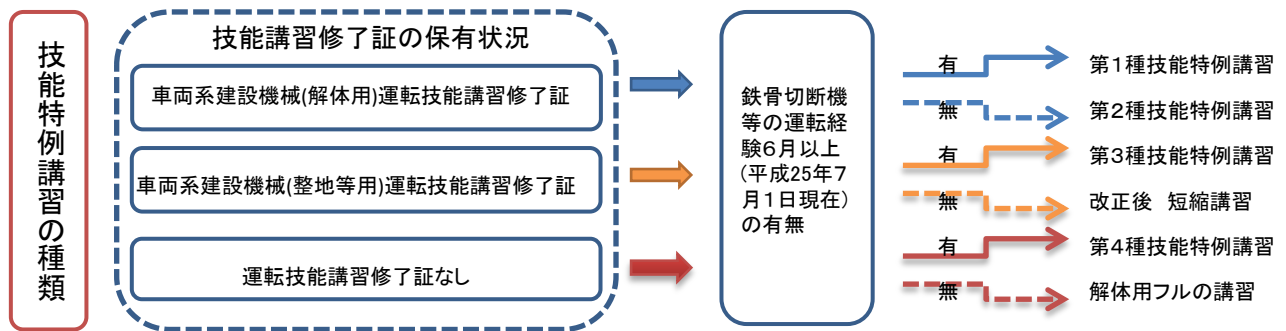 技能特例講習の種類
技能講習修了証の保有状況
車両系建設機械(解体用)運転技能講習修了証
車両系建設機械(整地等用)運転技能講習修了証
運転技能講習修了証なし
鉄骨切断機
等の運転経
験6月以上
(平成25年7
月1日現在)
の有無
有 第1種技能特例講習
無 第2種技能特例講習
有 第3種技能特例講習
無 改正後 短縮講習
有 第4種技能特例講習
無 解体用フルの講習